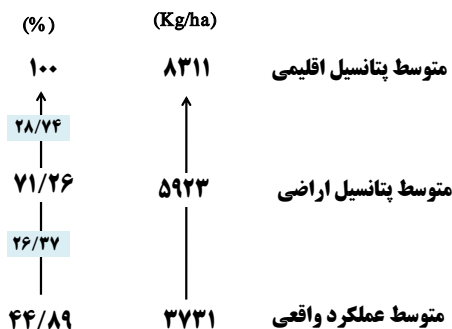 (%) (Kg/ha)
۱۰۰ ۸۳۱۱ متوسط پتانسیل اقلیمی
۲۸/۷۴
۷۱/۲۶ ۵۹۲۳ متوسط پتانسیل اراضی
۲۶/۳۷
۴۴/۸۹ ۳۷۳۱ متوسط عملکرد واقعی